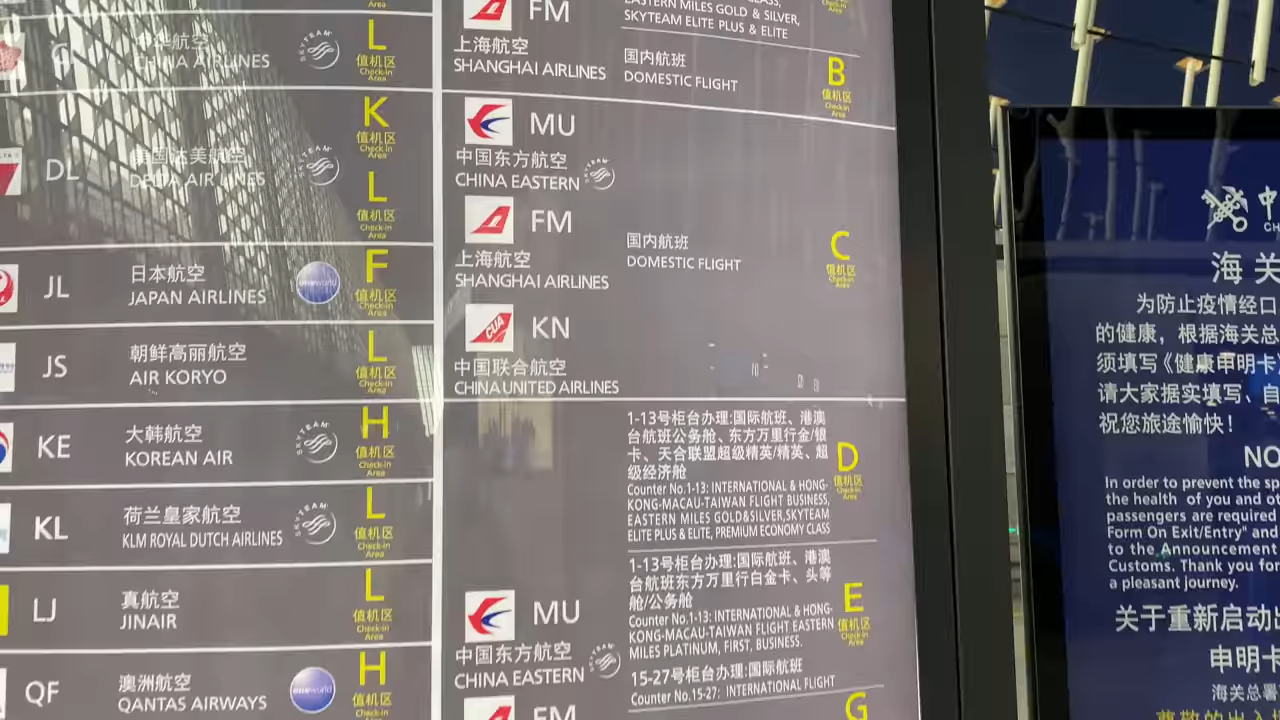 中华航空
CHINA AIRLINES
SKYTEAM
L
值机区
Check-in
Area
K
值机区
Check-in
Area
DL
美国达美航空
DELTA AIR LINES
SKYTEAM
L
值机区
Check-in
Area
JL
日本航空
JAPAN AIRLINES
oneworld
F
值机区
Check-in
Area
JS
朝鲜高丽航空
AIR KORYO
L
值机区
Check-in
Area
KE
大韩航空
KOREAN AIR
SKYTEAM
H
值机区
Check-in
Area
KL
荷兰皇家航空
KLM ROYAL DUTCH AIRLINES
SKYTEAM
L
值机区
Check-in
Area
LJ
真航空
JINAIR
L
值机区
Check-in
Area
QF
澳洲航空
QANTAS AIRWAYS
oneworld
H
值机区
Check-in
Area
FM
上海航空
SHANGHAI AIRLINES
EASTERN MILES GOLD & SILVER,
SKYTEAM ELITE PLUS & ELITE
国内航班
DOMESTIC FLIGHT
B
值机区
Check-in
Area
MU
中国东方航空
CHINA EASTERN
SKYTEAM
FM
上海航空
SHANGHAI AIRLINES
国内航班
DOMESTIC FLIGHT
C
值机区
Check-in
Area
CUA
KN
中国联合航空
CHINA UNITED AIRLINES
1-13号柜台办理:国际航班、港澳
台航班公务舱、东方万里行金/银
卡、天合联盟超级精英/精英、超
级经济舱
Counter No.1-13: INTERNATIONAL & HONG-
KONG-MACAU-TAIWAN FLIGHT BUSINESS,
EASTERN MILES GOLD&SILVER,SKYTEAM
ELITE PLUS & ELITE, PREMIUM ECONOMY CLASS
D
值机区
Check-in
Area
1-13号柜台办理:国际航班、港澳
台航班东方万里行白金卡、头等
舱/公务舱
Counter No.1-13: INTERNATIONAL & HONG-
KONG-MACAU-TAIWAN FLIGHT EASTERN
MILES PLATINUM, FIRST, BUSINESS.
15-27号柜台办理:国际航班
Counter No.15-27: INTERNATIONAL FLIGHT
E
值机区
Check-in
Area
MU
中国东方航空
CHINA EASTERN
SKYTEAM
FM
G
中
CH
海关
为防止疫情经口
的健康，根据海关总
须填写《健康申明卡
请大家据实填写、自
祝您旅途愉快！
NO
In order to prevent the sp
the health of you and ot
passengers are required
Form On Exit/Entry" and
to the Announcement
Customs. Thank you for
a pleasant journey.
关于重新启动
申明卡
海关总署